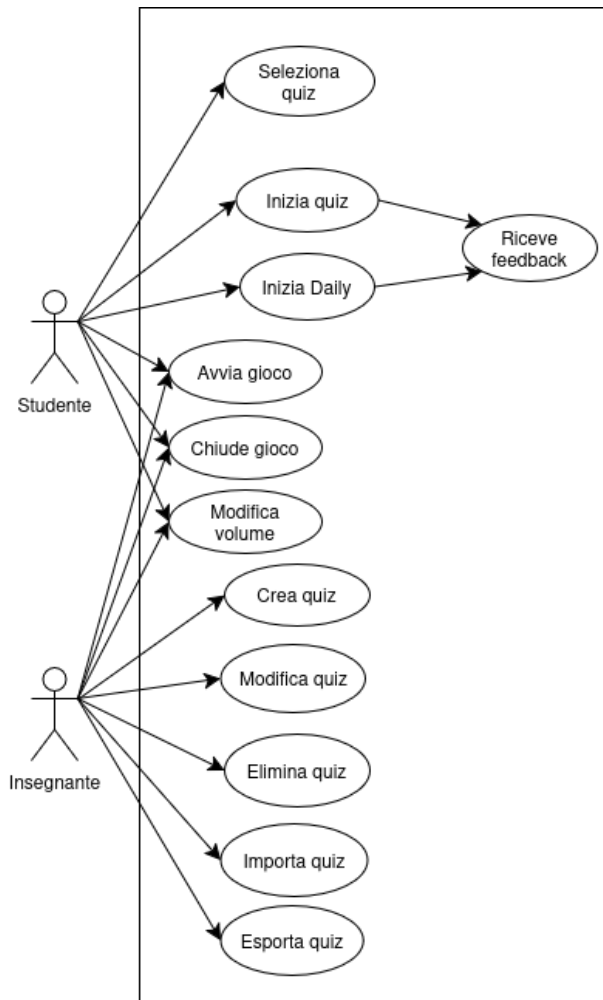 Seleziona
quiz
Inizia quiz
Riceve
feedback
Inizia Daily
Studente
Avvia gioco
Chiude gioco
Modifica
volume
Crea quiz
Modifica quiz
Insegnante
Elimina quiz
Importa quiz
Esporta quiz